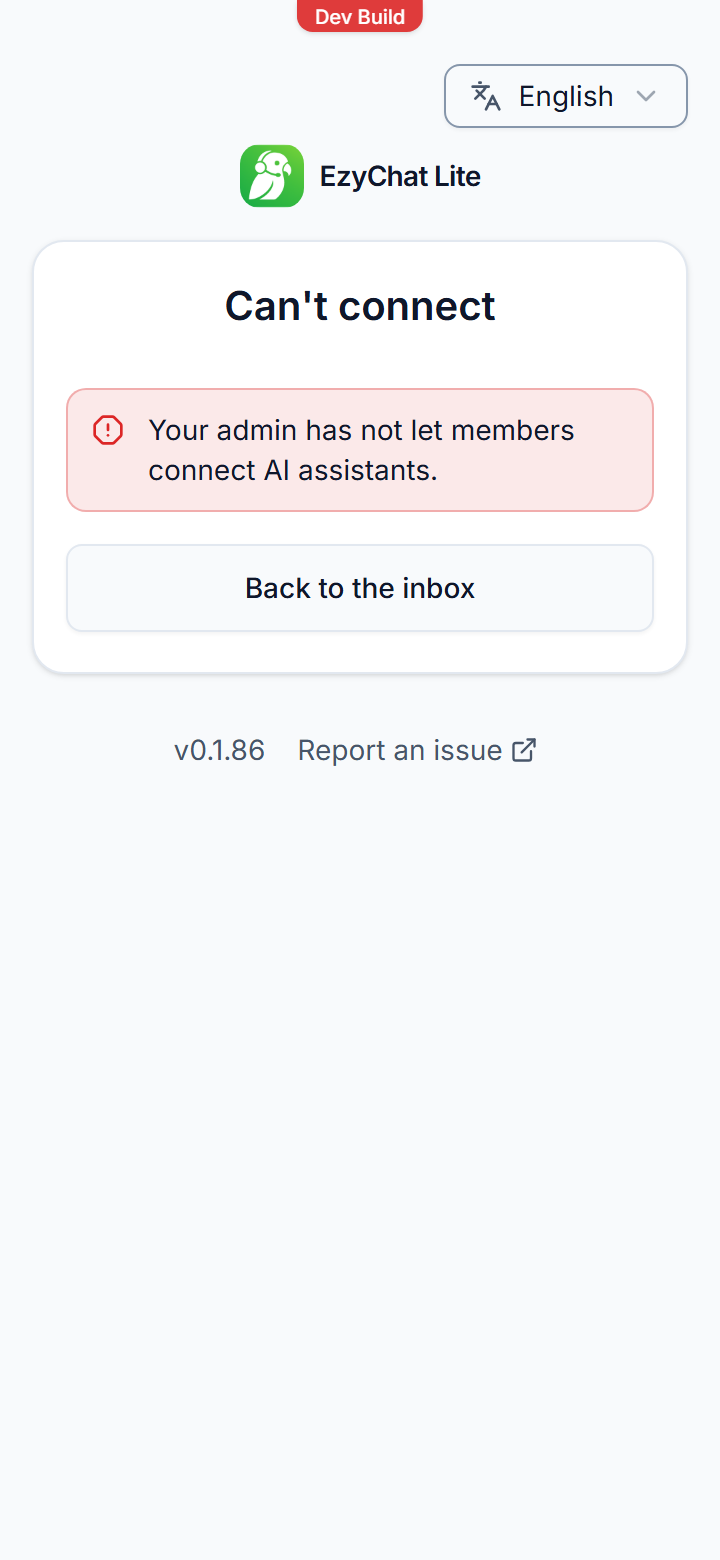 Dev Build
English
EzyChat Lite
Can't connect
Your admin has not let members
connect AI assistants.
Back to the inbox
v0.1.86 Report an issue